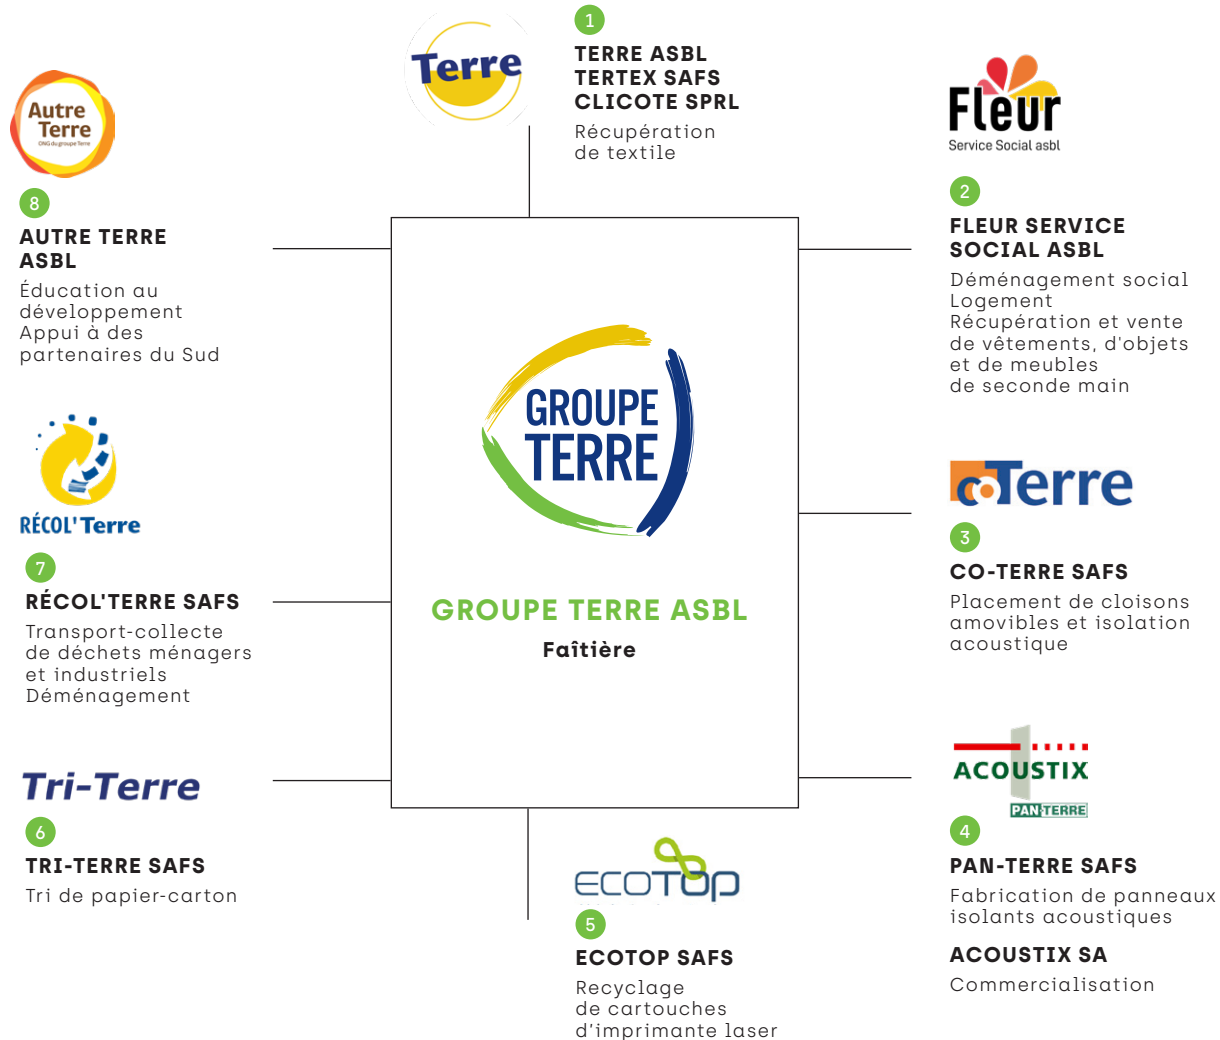 Terre
1
TERRE ASBL
TERTEX SAFS
CLICOTE SPRL
Récupération
de textile
Fleur
Service Social asbl
2
FLEUR SERVICE
SOCIAL ASBL
Déménagement social
Logement
Récupération et vente
de vêtements, d'objets
et de meubles
de seconde main
coTerre
3
CO-TERRE SAFS
Placement de cloisons
amovibles et isolation
acoustique
ACOUSTIX
PAN-TERRE
4
PAN-TERRE SAFS
Fabrication de panneaux
isolants acoustiques
ACOUSTIX SA
Commercialisation
ECOTOP
5
ECOTOP SAFS
Recyclage
de cartouches
d’imprimante laser
Tri-Terre
6
TRI-TERRE SAFS
Tri de papier-carton
RÉCOL'Terre
7
RÉCOL'TERRE SAFS
Transport-collecte
de déchets ménagers
et industriels
Déménagement
Autre
Terre
ONG du groupe Terre
8
AUTRE TERRE
ASBL
Éducation au
développement
Appui à des
partenaires du Sud
GROUPE
TERRE
GROUPE TERRE ASBL
Faîtière